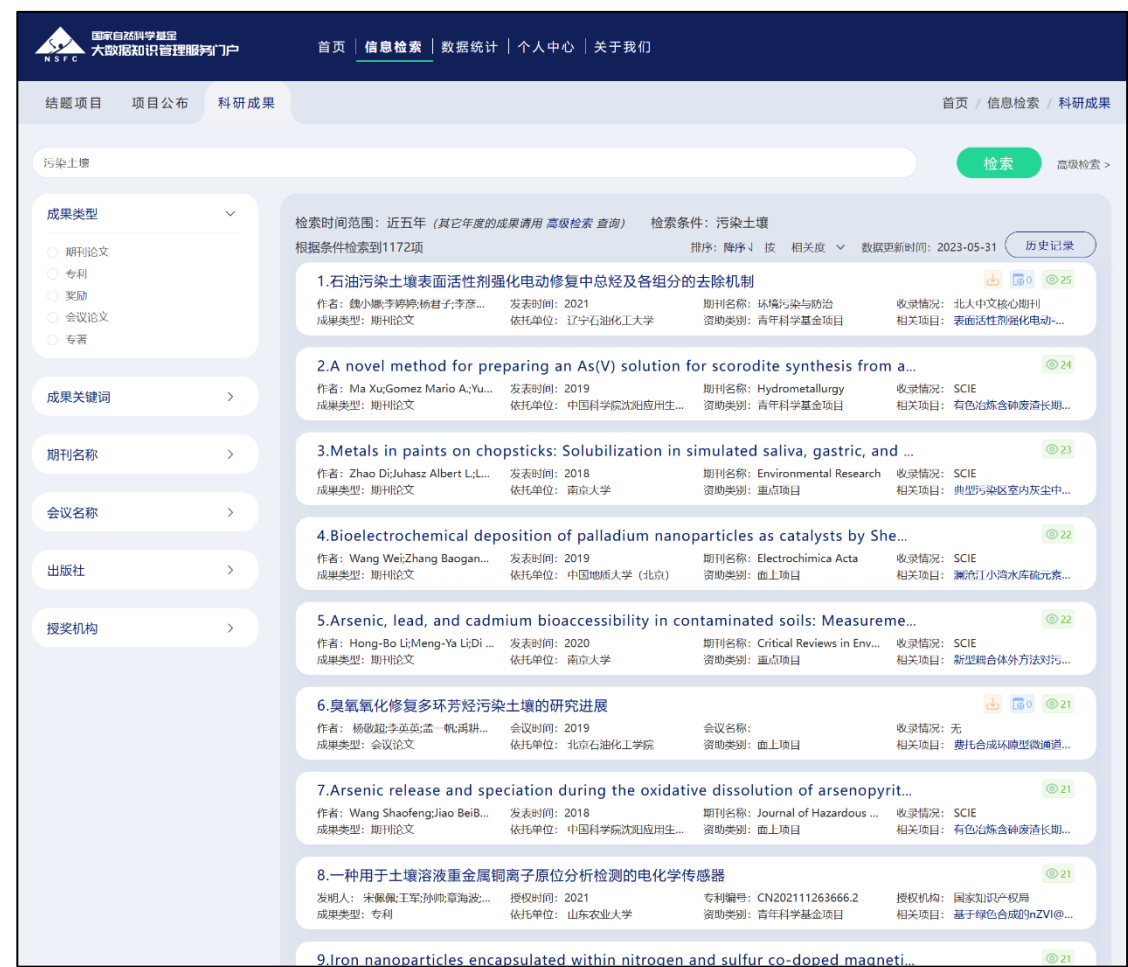 国家自然科学基金
大数据知识管理服务门户
NSFC
首页 信息检索 数据统计 个人中心 关于我们
结题项目 项目公布 科研成果
首页 / 信息检索 / 科研成果
污染土壤
检索
高级检索 >
成果类型
期刊论文
专利
奖励
会议论文
专著
成果关键词
期刊名称
会议名称
出版社
授奖机构
检索时间范围：近五年 (其它年度的成果请用 高级检索 查询) 检索条件：污染土壤
根据条件检索到1172项 排序：降序↓ 按 相关度 数据更新时间：2023-05-31 历史记录
1.石油污染土壤表面活性剂强化电动修复中总烃及各组分的去除机制 0 25
作者：魏小娜;李婷婷;杨君子;李彦... 发表时间：2021 期刊名称：环境污染与防治 收录情况：北大中文核心期刊
成果类型：期刊论文 依托单位：辽宁石油化工大学 资助类别：青年科学基金项目 相关项目：表面活性剂强化电动-...
2.A novel method for preparing an As(V) solution for scorodite synthesis from a... 24
作者：Ma Xu;Gomez Mario A.;Yu... 发表时间：2019 期刊名称：Hydrometallurgy 收录情况：SCIE
成果类型：期刊论文 依托单位：中国科学院沈阳应用生... 资助类别：青年科学基金项目 相关项目：有色冶炼含砷废渣长期...
3.Metals in paints on chopsticks: Solubilization in simulated saliva, gastric, and ... 23
作者：Zhao Di;Juhasz Albert L.;L... 发表时间：2018 期刊名称：Environmental Research 收录情况：SCIE
成果类型：期刊论文 依托单位：南京大学 资助类别：重点项目 相关项目：典型污染区室内灰尘中...
4.Bioelectrochemical deposition of palladium nanoparticles as catalysts by She... 22
作者：Wang Wei;Zhang Baogan... 发表时间：2019 期刊名称：Electrochimica Acta 收录情况：SCIE
成果类型：期刊论文 依托单位：中国地质大学（北京） 资助类别：面上项目 相关项目：澜沧江小湾水库硫元素...
5.Arsenic, lead, and cadmium bioaccessibility in contaminated soils: Measureme... 22
作者：Hong-Bo Li;Meng-Ya Li;Di ... 发表时间：2020 期刊名称：Critical Reviews in Env... 收录情况：SCIE
成果类型：期刊论文 依托单位：南京大学 资助类别：重点项目 相关项目：新型耦合体外方法对污...
6.臭氧氧化修复多环芳烃污染土壤的研究进展 0 21
作者： 杨敬超;李英英;孟一帆;禹耕... 会议时间：2019 会议名称： 收录情况：无
成果类型：会议论文 依托单位：北京石油化工学院 资助类别：面上项目 相关项目：费托合成环隙型微通道...
7.Arsenic release and speciation during the oxidative dissolution of arsenopyrit... 21
作者：Wang Shaofeng;Jiao BeiB... 发表时间：2018 期刊名称：Journal of Hazardous ... 收录情况：SCIE
成果类型：期刊论文 依托单位：中国科学院沈阳应用生... 资助类别：面上项目 相关项目：有色冶炼含砷废渣长期...
8.一种用于土壤溶液重金属铜离子原位分析检测的电化学传感器 21
发明人： 宋佩佩;王军;孙帅;章海波;... 授权时间：2021 专利编号：CN202111263666.2 授权机构：国家知识产权局
成果类型：专利 依托单位：山东农业大学 资助类别：青年科学基金项目 相关项目：基于绿色合成的nZVI@...
9.Iron nanoparticles encapsulated within nitrogen and sulfur co-doped magneti... 21